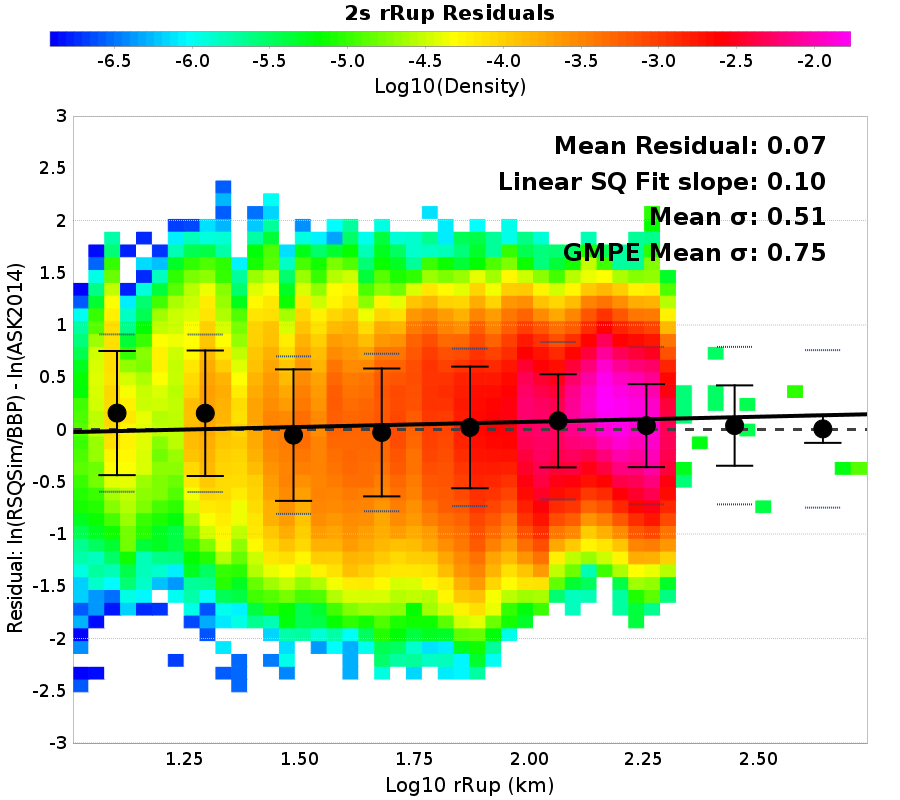 2s rRup Residuals
-6.5 -6.0 -5.5 -5.0 -4.5 -4.0 -3.5 -3.0 -2.5 -2.0
Log10(Density)
Mean Residual: 0.07
Linear SQ Fit slope: 0.10
Mean σ: 0.51
GMPE Mean σ: 0.75
Residual: ln(RSQSim/BBP) - ln(ASK2014)
3
2.5
2
1.5
1
0.5
0
-0.5
-1
-1.5
-2
-2.5
-3
1.25 1.50 1.75 2.00 2.25 2.50
Log10 rRup (km)